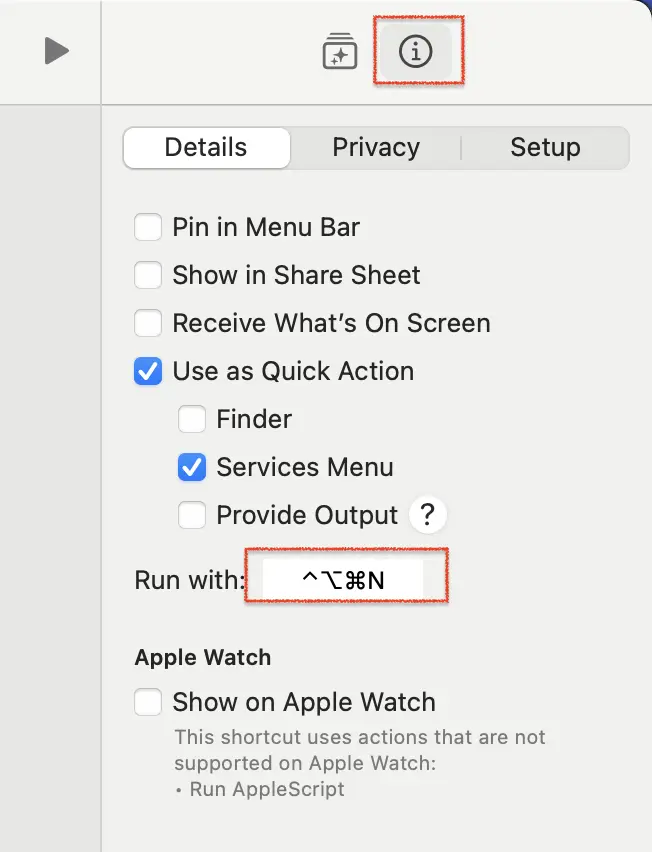 Details Privacy Setup
Pin in Menu Bar
Show in Share Sheet
Receive What's On Screen
Use as Quick Action
Finder
Services Menu
Provide Output ?
Run with: ^⌥⌘N
Apple Watch
Show on Apple Watch
This shortcut uses actions that are not
supported on Apple Watch:
• Run AppleScript